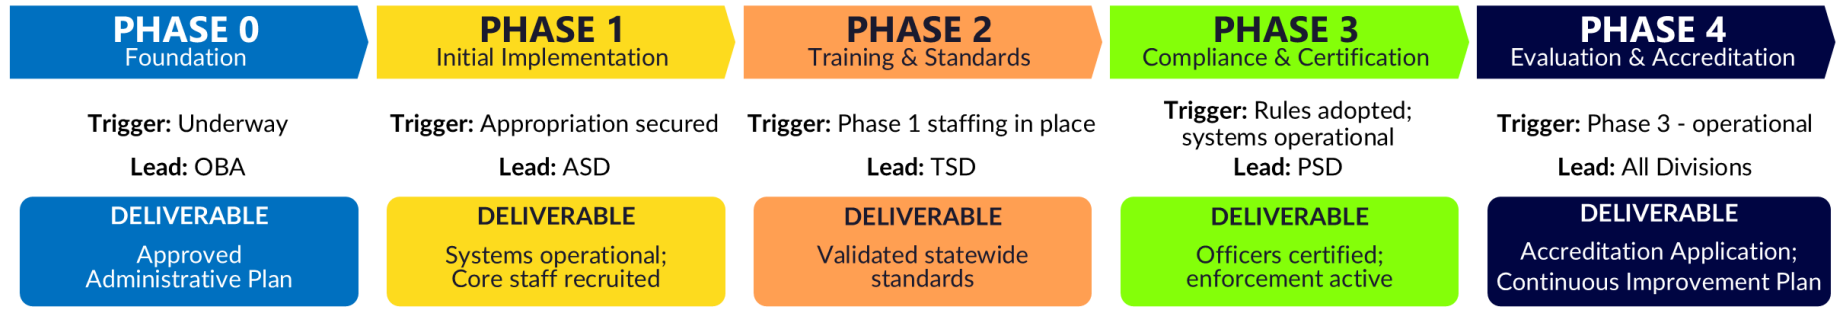 PHASE 0
Foundation
Trigger: Underway
Lead: OBA
DELIVERABLE
Approved
Administrative Plan
PHASE 1
Initial Implementation
Trigger: Appropriation secured
Lead: ASD
DELIVERABLE
Systems operational;
Core staff recruited
PHASE 2
Training & Standards
Trigger: Phase 1 staffing in place
Lead: TSD
DELIVERABLE
Validated statewide
standards
PHASE 3
Compliance & Certification
Trigger: Rules adopted;
systems operational
Lead: PSD
DELIVERABLE
Officers certified;
enforcement active
PHASE 4
Evaluation & Accreditation
Trigger: Phase 3 - operational
Lead: All Divisions
DELIVERABLE
Accreditation Application;
Continuous Improvement Plan